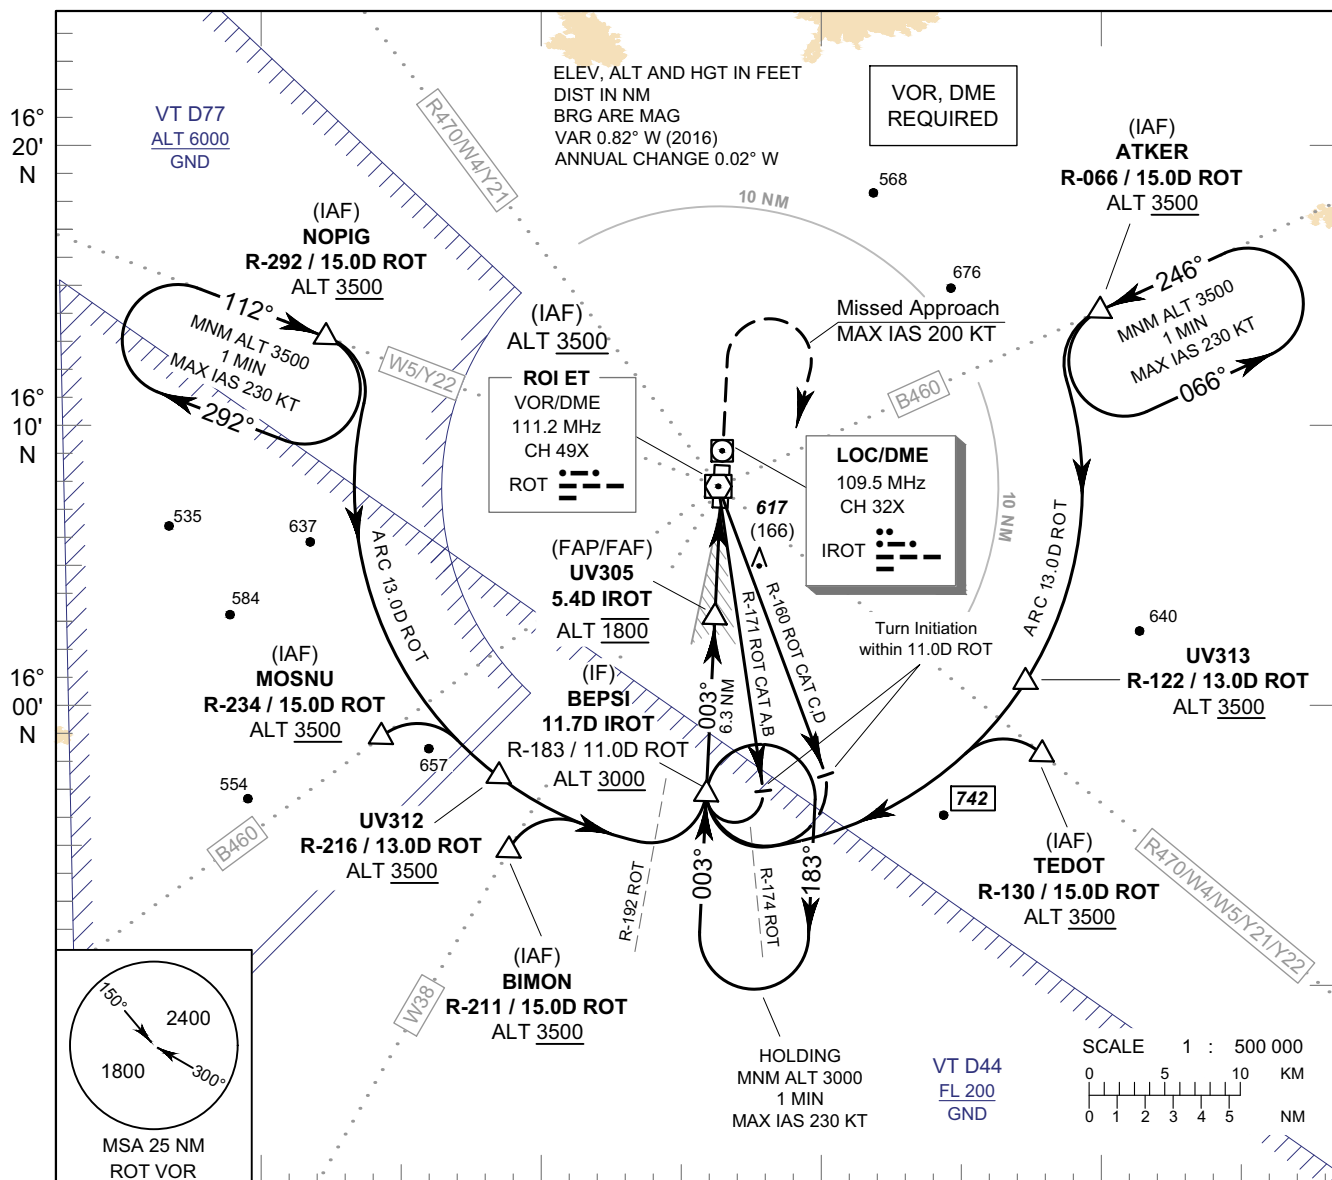 ELEV, ALT AND HGT IN FEET
DIST IN NM
BRG ARE MAG
VAR 0.82° W (2016)
ANNUAL CHANGE 0.02° W
VOR, DME
REQUIRED
16°
20'
N
VT D77
ALT 6000
GND
R470/W4/Y21
(IAF)
ATKER
R-066 / 15.0D ROT
ALT 3500
568
10 NM
(IAF)
NOPIG
R-292 / 15.0D ROT
ALT 3500
676
112°
MNM ALT 3500
1 MIN
MAX IAS 230 KT
292°
W5/Y22
(IAF)
ALT 3500
ROI ET
VOR/DME
111.2 MHz
CH 49X
ROT
Missed Approach
MAX IAS 200 KT
246°
MNM ALT 3500
1 MIN
MAX IAS 230 KT
066°
B460
16°
10'
N
LOC/DME
109.5 MHz
CH 32X
IROT
10 NM
617
(166)
535
637
ARC 13.0D ROT
ARC 13.0D ROT
(FAP/FAF)
UV305
5.4D IROT
ALT 1800
R-171 ROT CAT A,B
R-160 ROT CAT C,D
Turn Initiation
within 11.0D ROT
584
640
16°
00'
N
(IAF)
MOSNU
R-234 / 15.0D ROT
ALT 3500
(IF)
BEPSI
11.7D IROT
R-183 / 11.0D ROT
ALT 3000
003°
6.3 NM
UV313
R-122 / 13.0D ROT
ALT 3500
657
554
742
B460
UV312
R-216 / 13.0D ROT
ALT 3500
R-192 ROT
003°
R-174 ROT
183°
(IAF)
TEDOT
R-130 / 15.0D ROT
ALT 3500
R470/W4/W5/Y21/Y22
W38
(IAF)
BIMON
R-211 / 15.0D ROT
ALT 3500
150°
2400
1800
300°
MSA 25 NM
ROT VOR
HOLDING
MNM ALT 3000
1 MIN
MAX IAS 230 KT
VT D44
FL 200
GND
SCALE 1 : 500 000
0 5 10 KM
0 1 2 3 4 5 NM